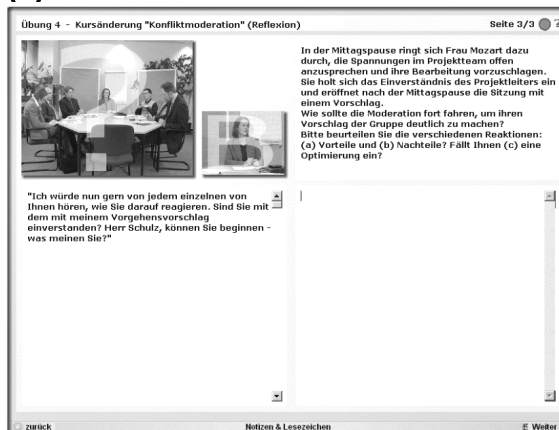 Übung 4 - Kursänderung "Konfliktmoderation" (Reflexion)
Seite 3/3
In der Mittagspause ringt sich Frau Mozart dazu
durch, die Spannungen im Projektteam offen
anzusprechen und ihre Bearbeitung vorzuschlagen.
Sie holt sich das Einverständnis des Projektleiters ein
und eröffnet nach der Mittagspause die Sitzung mit
einem Vorschlag.
Wie sollte die Moderation fort fahren, um ihren
Vorschlag der Gruppe deutlich zu machen?
Bitte beurteilen Sie die verschiedenen Reaktionen:
(a) Vorteile und (b) Nachteile? Fällt Ihnen (c) eine
Optimierung ein?
B
"Ich würde nun gern von jedem einzelnen von
Ihnen hören, wie Sie darauf reagieren. Sind Sie mit
dem mit meinem Vorgehensvorschlag
einverstanden? Herr Schulz, können Sie beginnen -
was meinen Sie?"
zurück
Notizen & Lesezeichen
Weiter